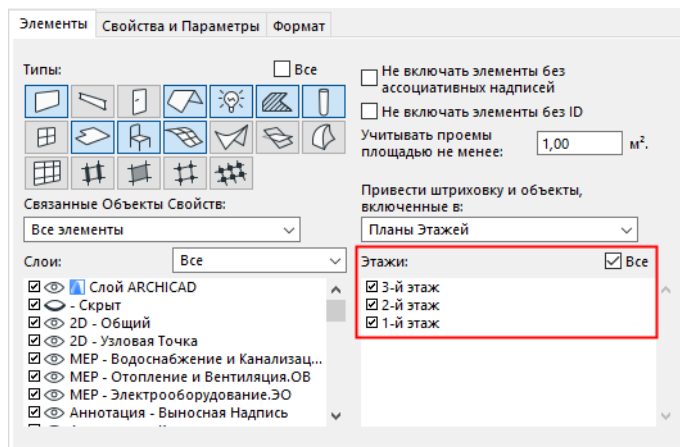 Элементы Свойства и Параметры Формат
Типы:
Все
Не включать элементы без
ассоциативных надписей
Не включать элементы без ID
Учитывать проемы
площадью не менее:
1,00 м².
Связанные Объекты Свойств:
Все элементы
Привести штриховку и объекты,
включенные в:
Планы Этажей
Слои:
Все
Слой ARCHICAD
- Скрыт
2D - Общий
2D - Узловая Точка
МЕР - Водоснабжение и Канализац...
МЕР - Отопление и Вентиляция.ОВ
МЕР - Электрооборудование.ЭО
Аннотация - Выносная Надпись
Этажи:
Все
3-й этаж
2-й этаж
1-й этаж